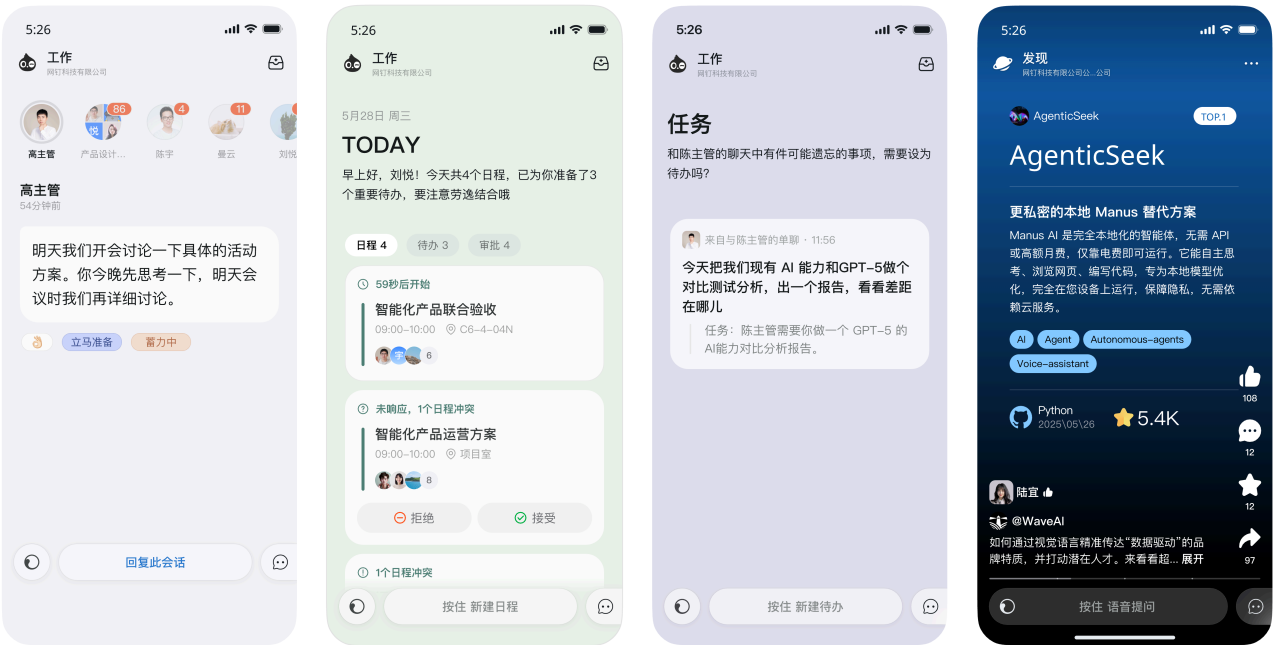 5:26
工作
网钉科技有限公司
86
4
11
悦
高主管
产品设计...
陈宇
曼云
刘悦
高主管
54分钟前
明天我们开会讨论一下具体的活动
方案。你今晚先思考一下，明天会
议时我们再详细讨论。
立马准备
蓄力中
回复此会话
5:26
工作
网钉科技有限公司
5月28日 周三
TODAY
早上好，刘悦！今天共4个日程，已为你准备了3
个重要待办，要注意劳逸结合哦
日程 4
待办 3
审批 4
59秒后开始
智能化产品联合验收
09:00-10:00
C6-4-04N
宇
6
未响应，1个日程冲突
智能化产品运营方案
09:00-10:00
项目室
8
拒绝
接受
1个日程冲突
按住 新建日程
5:26
工作
网钉科技有限公司
任务
和陈主管的聊天中有件可能遗忘的事项，需要设为
待办吗?
来自与陈主管的单聊 · 11:56
今天把我们现有 AI 能力和GPT-5做个
对比测试分析，出一个报告，看看差距
在哪儿
任务：陈主管需要你做一个 GPT-5 的
AI能力对比分析报告。
按住 新建待办
5:26
发现
网钉科技有限公司公...公司
AgenticSeek
TOP.1
AgenticSeek
更私密的本地 Manus 替代方案
Manus AI 是完全本地化的智能体，无需 API
或高额月费，仅靠电费即可运行。它能自主思
考、浏览网页、编写代码，专为本地模型优
化，完全在您设备上运行，保障隐私，无需依
赖云服务。
AI
Agent
Autonomous-agents
Voice-assistant
108
Python
2025\05\26
5.4K
12
12
97
陆宜
@WaveAI
如何通过视觉语言精准传达“数据驱动”的品
牌特质，并打动潜在人才。来看看超... 展开
按住 语音提问